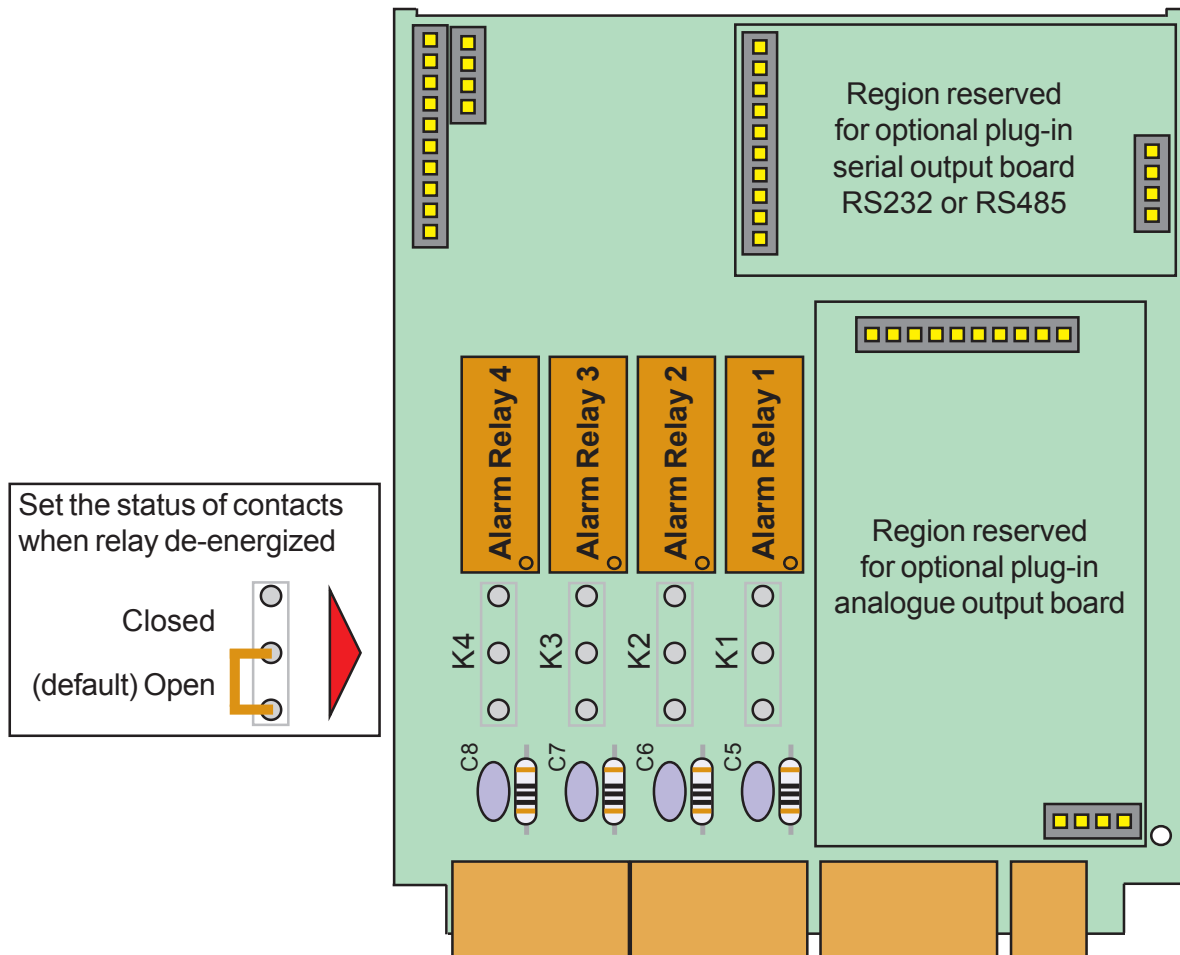 Region reserved
for optional plug-in
serial output board
RS232 or RS485
Alarm Relay 4
Alarm Relay 3
Alarm Relay 2
Alarm Relay 1
Set the status of contacts
when relay de-energized
Closed
(default) Open
Region reserved
for optional plug-in
analogue output board
K4
K3
K2
K1
C8
C7
C6
C5